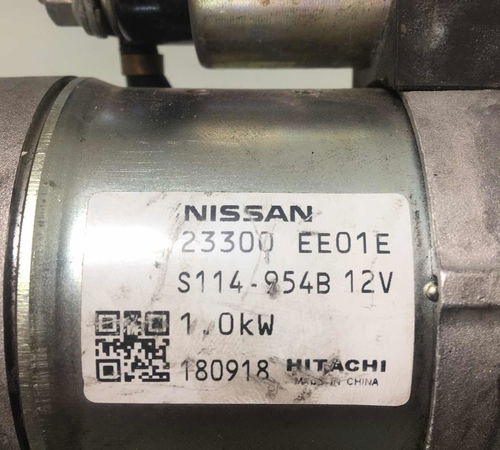 NISSAN
23300 EE01E
S114-954B 12V
1.0kW
180918 HITACHI
MADE IN CHINA